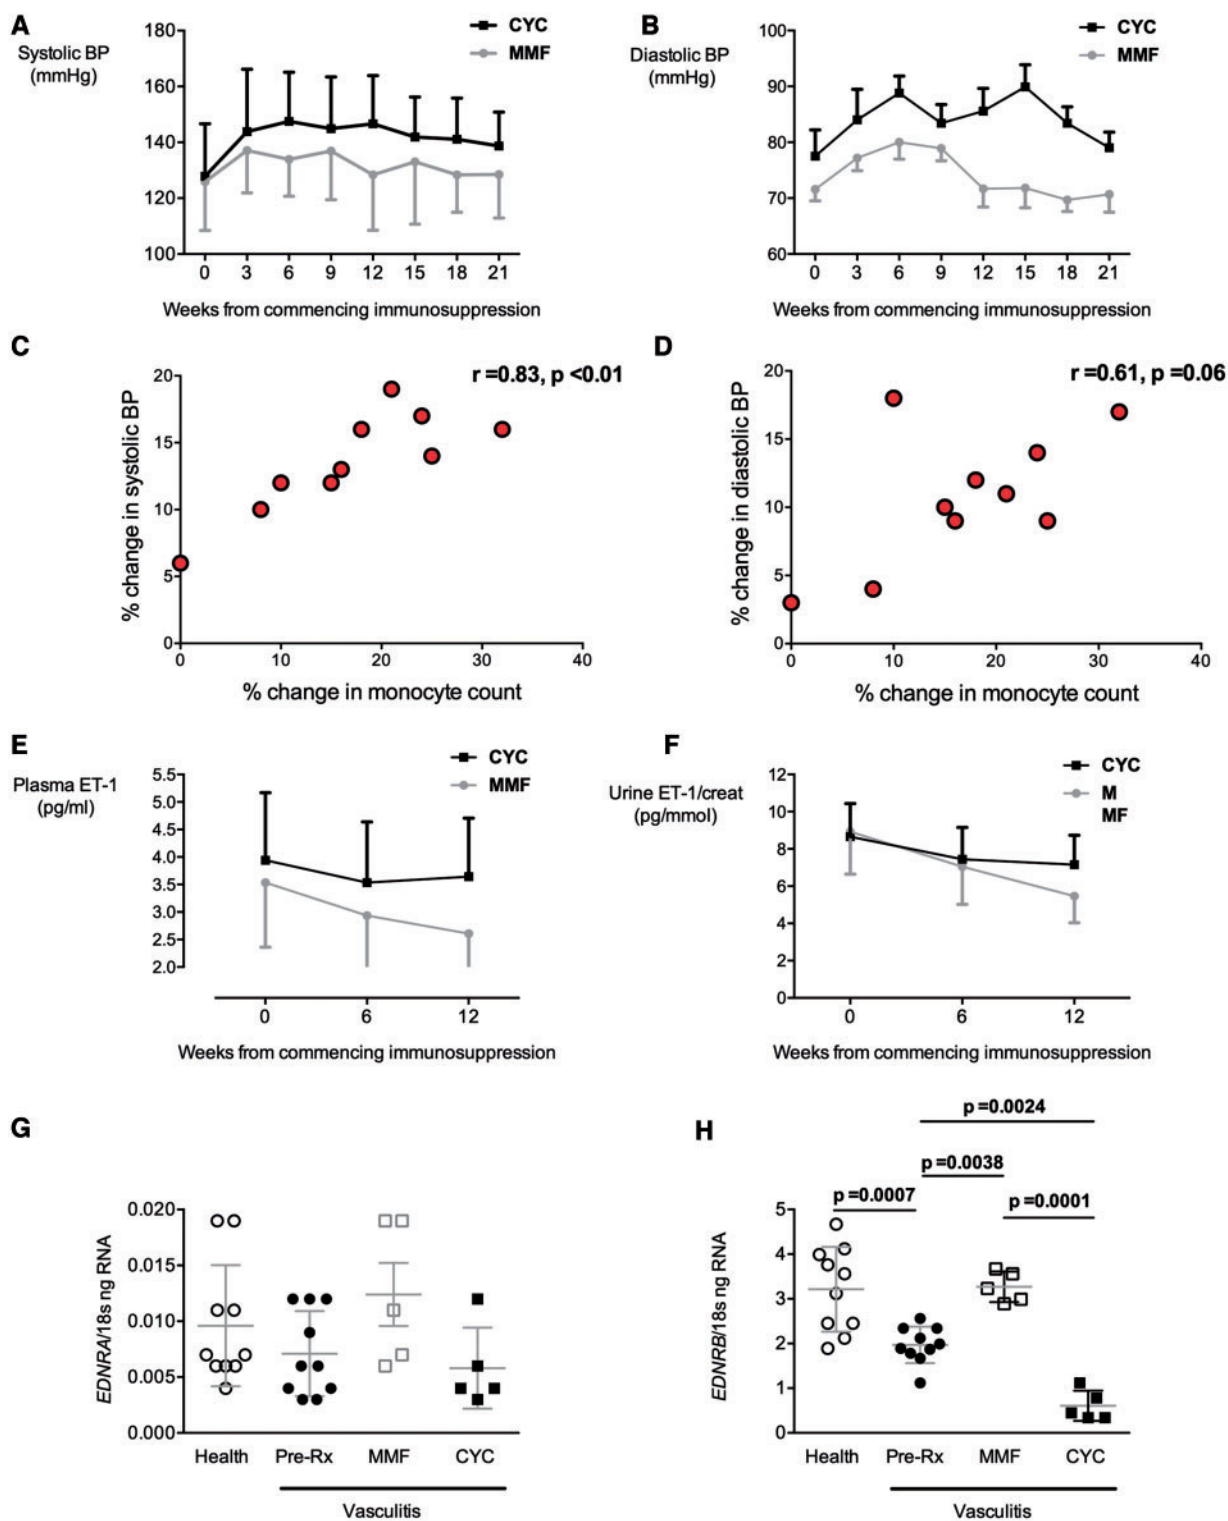 A
Systolic BP
(mmHg)
CYC
MMF
180
160
140
120
100
0 3 6 9 12 15 18 21
Weeks from commencing immunosuppression
B
Diastolic BP
(mmHg)
CYC
MMF
100
90
80
70
60
0 3 6 9 12 15 18 21
Weeks from commencing immunosuppression
C
r =0.83, p <0.01
% change in systolic BP
20
15
10
5
0
0 10 20 30 40
% change in monocyte count
D
r =0.61, p =0.06
% change in diastolic BP
20
15
10
5
0
0 10 20 30 40
% change in monocyte count
E
Plasma ET-1
(pg/ml)
CYC
MMF
5.5
5.0
4.5
4.0
3.5
3.0
2.5
2.0
0 6 12
Weeks from commencing immunosuppression
F
Urine ET-1/creat
(pg/mmol)
CYC
M
MF
12
10
8
6
4
2
0
0 6 12
Weeks from commencing immunosuppression
G
EDNRA/18s ng RNA
0.020
0.015
0.010
0.005
0.000
Health Pre-Rx MMF CYC
Vasculitis
H
p =0.0024
p =0.0038
p =0.0007
p =0.0001
EDNRB/18s ng RNA
5
4
3
2
1
0
Health Pre-Rx MMF CYC
Vasculitis